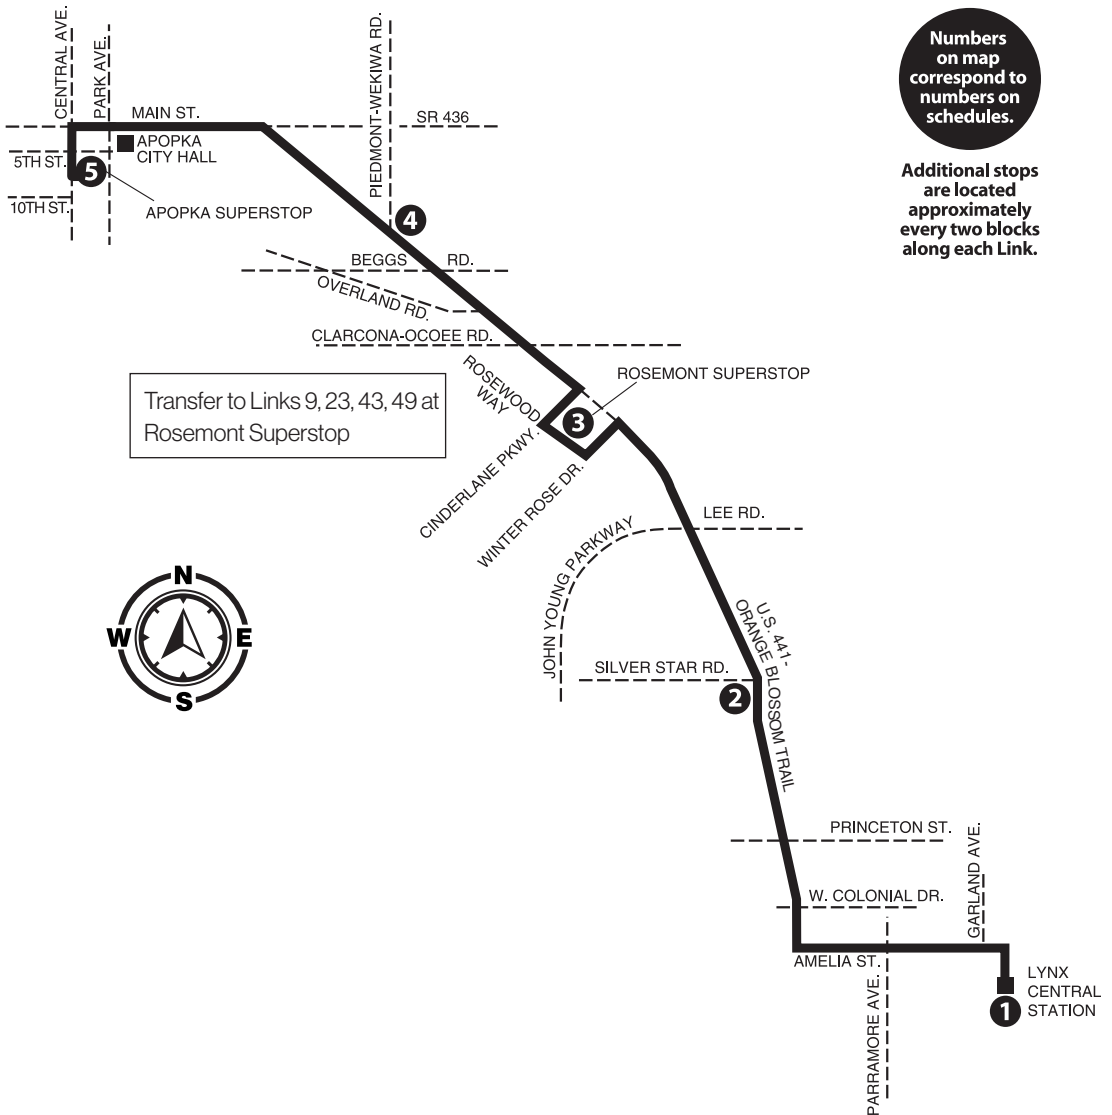 Numbers
on map
correspond to
numbers on
schedules.
Additional stops
are located
approximately
every two blocks
along each Link.
CENTRAL AVE.
PARK AVE.
PIEDMONT-WEKIWA RD.
MAIN ST.
SR 436
APOPKA
CITY HALL
5TH ST.
5
10TH ST.
APOPKA SUPERSTOP
4
BEGGS RD.
OVERLAND RD.
CLARCONA-OCOEE RD.
ROSEWOOD
WAY
ROSEMONT SUPERSTOP
Transfer to Links 9, 23, 43, 49 at
Rosemont Superstop
3
CINDERLANE PKWY.
WINTER ROSE DR.
LEE RD.
JOHN YOUNG PARKWAY
N
W
E
S
U.S. 441-
ORANGE BLOSSOM TRAIL
SILVER STAR RD.
2
PRINCETON ST.
GARLAND AVE.
W. COLONIAL DR.
AMELIA ST.
PARRAMORE AVE.
LYNX
CENTRAL
STATION
1